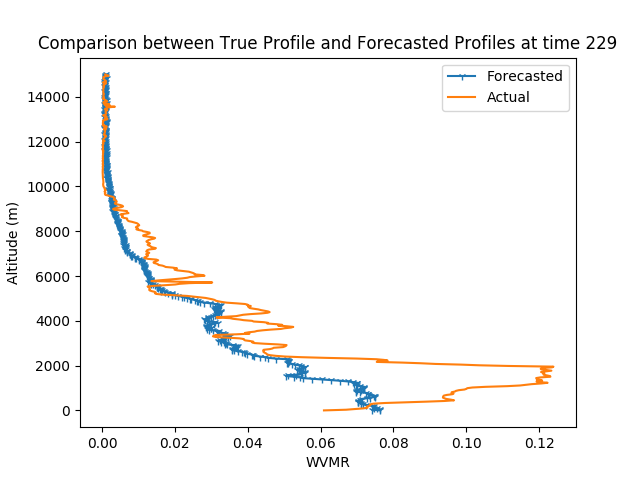 Comparison between True Profile and Forecasted Profiles at time 229
Forecasted
Actual
14000
12000
10000
8000
6000
4000
2000
0
Altitude (m)
0.00 0.02 0.04 0.06 0.08 0.10 0.12
WVMR